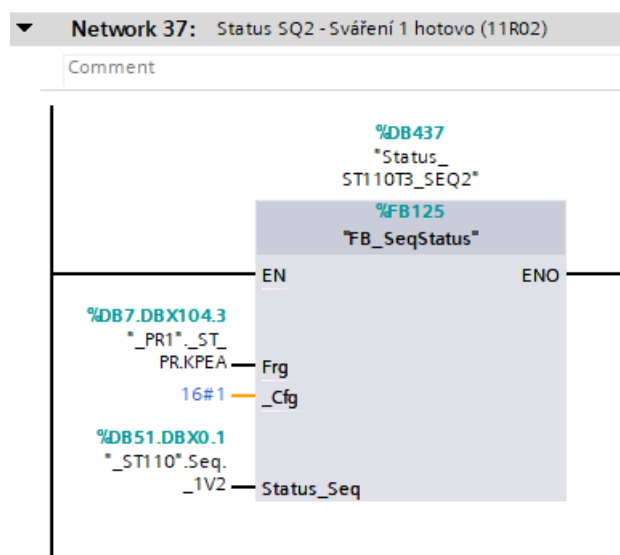 Network 37: Status SQ2 - Sváření 1 hotovo (11R02)
Comment
%DB437
"Status_
ST110T3_SEQ2"
%FB125
"FB_SeqStatus"
EN ENO
%DB7.DBX104.3
"_PR1"._ST_
PR.KPEA Frg
16#1 _Cfg
%DB51.DBX0.1
"_ST110".Seq.
_1V2 Status_Seq